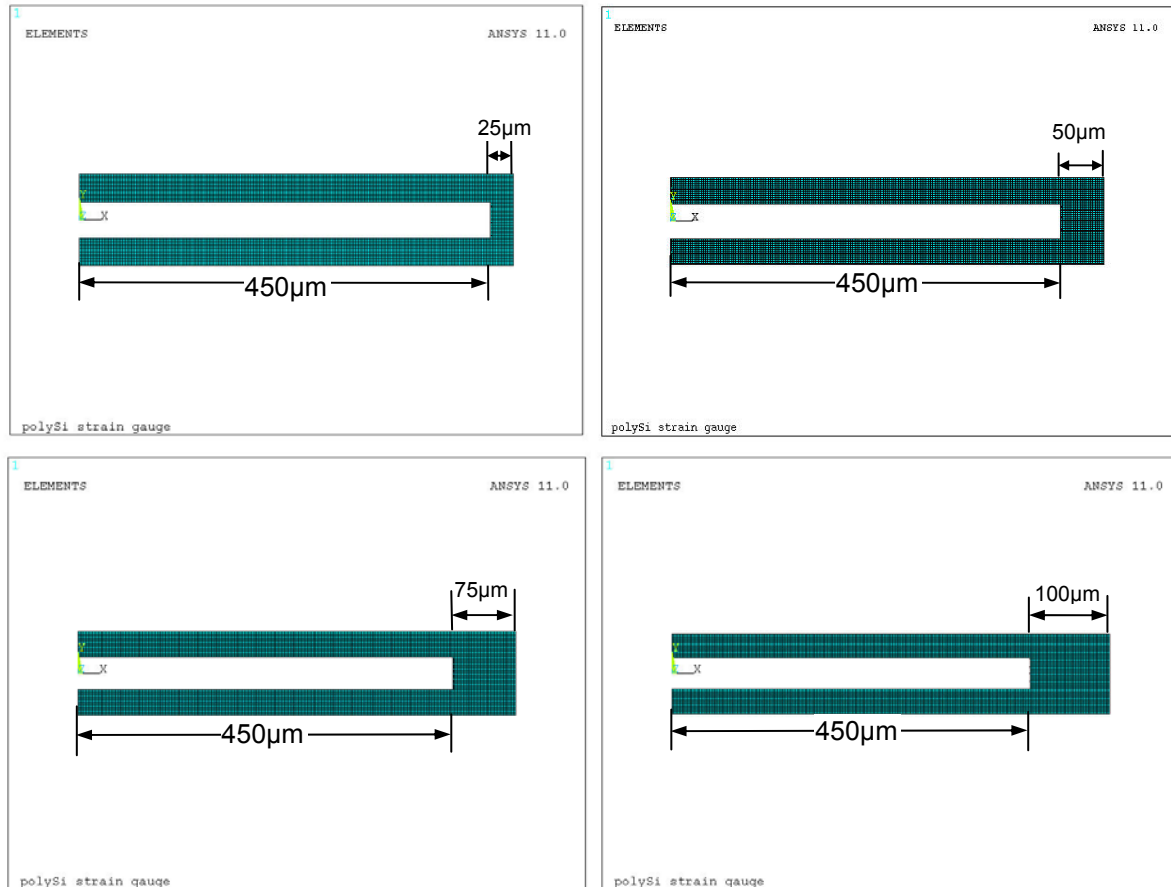 1
ELEMENTS ANSYS 11.0
25µm
Y
Z X
450µm
polySi strain gauge
1
ELEMENTS ANSYS 11.0
50µm
Y
Z X
450µm
polySi strain gauge
1
ELEMENTS ANSYS 11.0
75µm
Y
Z X
450µm
polySi strain gauge
1
ELEMENTS ANSYS 11.0
100µm
Y
Z X
450µm
polySi strain gauge